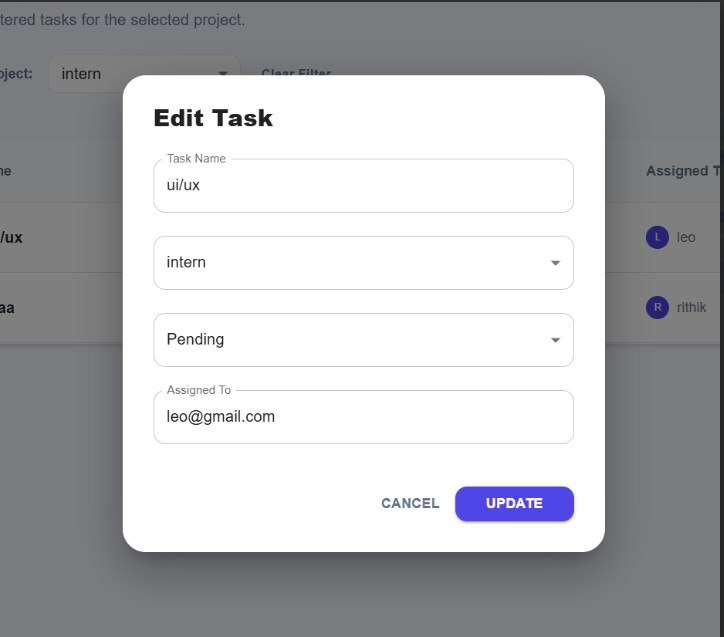 tered tasks for the selected project.
oject: intern Clear Filter
Edit Task
Task Name
ui/ux
intern
Pending
Assigned To
leo@gmail.com
CANCEL UPDATE
me Assigned T
/ux L leo
aa R rithik